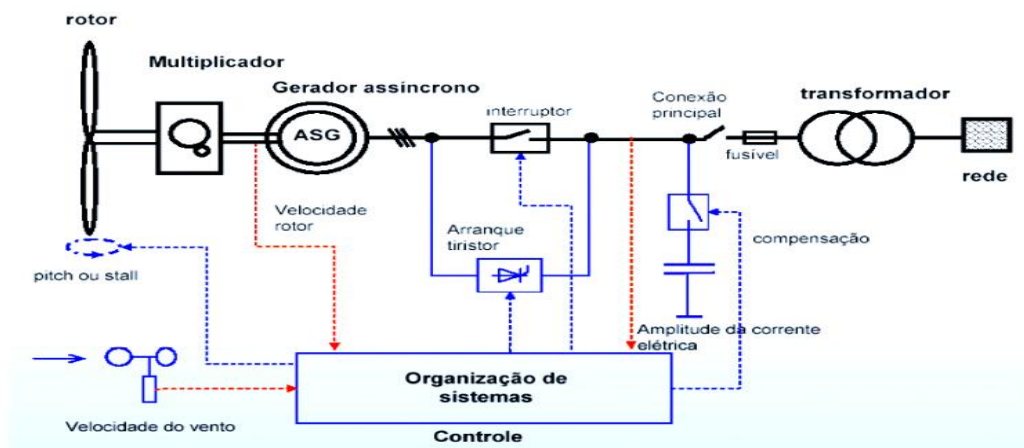 rotor
Multiplicador
Gerador assíncrono
ASG
interruptor
Conexão
principal
transformador
fusível
rede
Velocidade
rotor
Arranque
tiristor
compensação
pitch ou stall
Amplitude da corrente
elétrica
Organização de
sistemas
Velocidade do vento
Controle